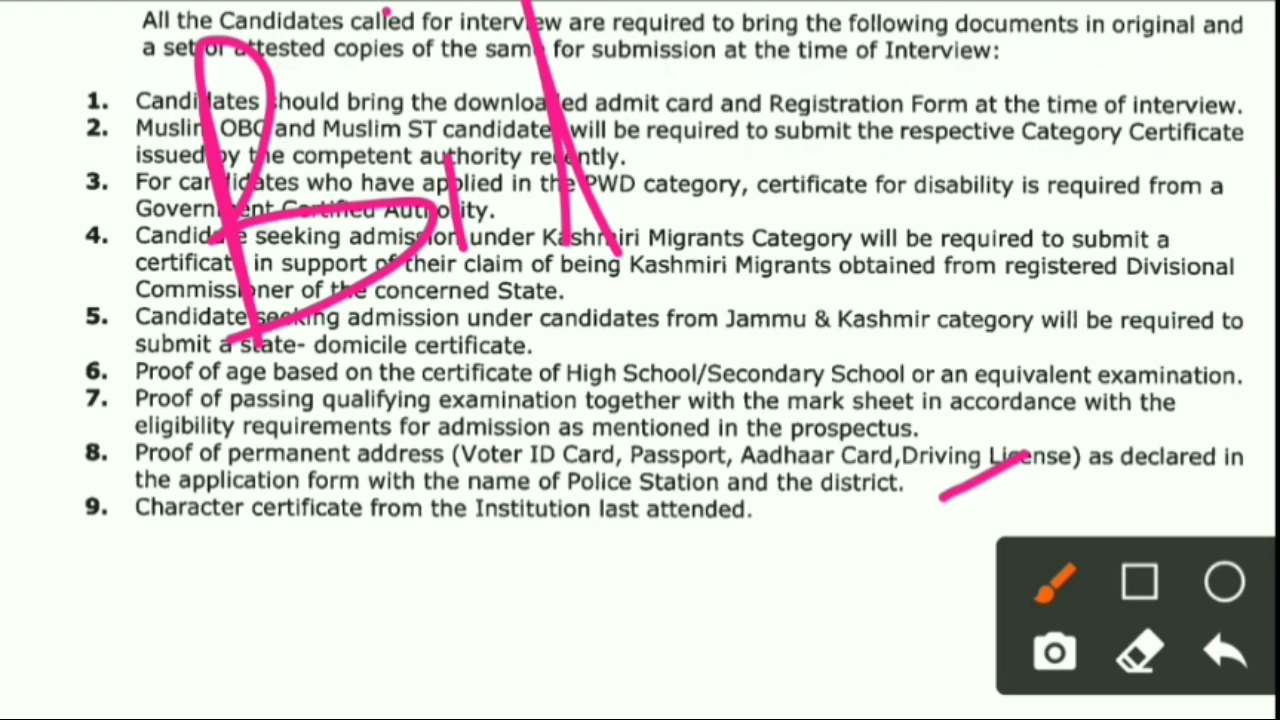 All the Candidates called for interview are required to bring the following documents in original and
a set of attested copies of the same for submission at the time of Interview:
1. Candidates should bring the downloaded admit card and Registration Form at the time of interview.
2. Muslim OBC and Muslim ST candidates will be required to submit the respective Category Certificate
issued by the competent authority recently.
3. For candidates who have applied in the PWD category, certificate for disability is required from a
Government Certified Authority.
4. Candidate seeking admission under Kashmiri Migrants Category will be required to submit a
certificate in support of their claim of being Kashmiri Migrants obtained from registered Divisional
Commissioner of the concerned State.
5. Candidate seeking admission under candidates from Jammu & Kashmir category will be required to
submit a state- domicile certificate.
6. Proof of age based on the certificate of High School/Secondary School or an equivalent examination.
7. Proof of passing qualifying examination together with the mark sheet in accordance with the
eligibility requirements for admission as mentioned in the prospectus.
8. Proof of permanent address (Voter ID Card, Passport, Aadhaar Card,Driving License) as declared in
the application form with the name of Police Station and the district.
9. Character certificate from the Institution last attended.